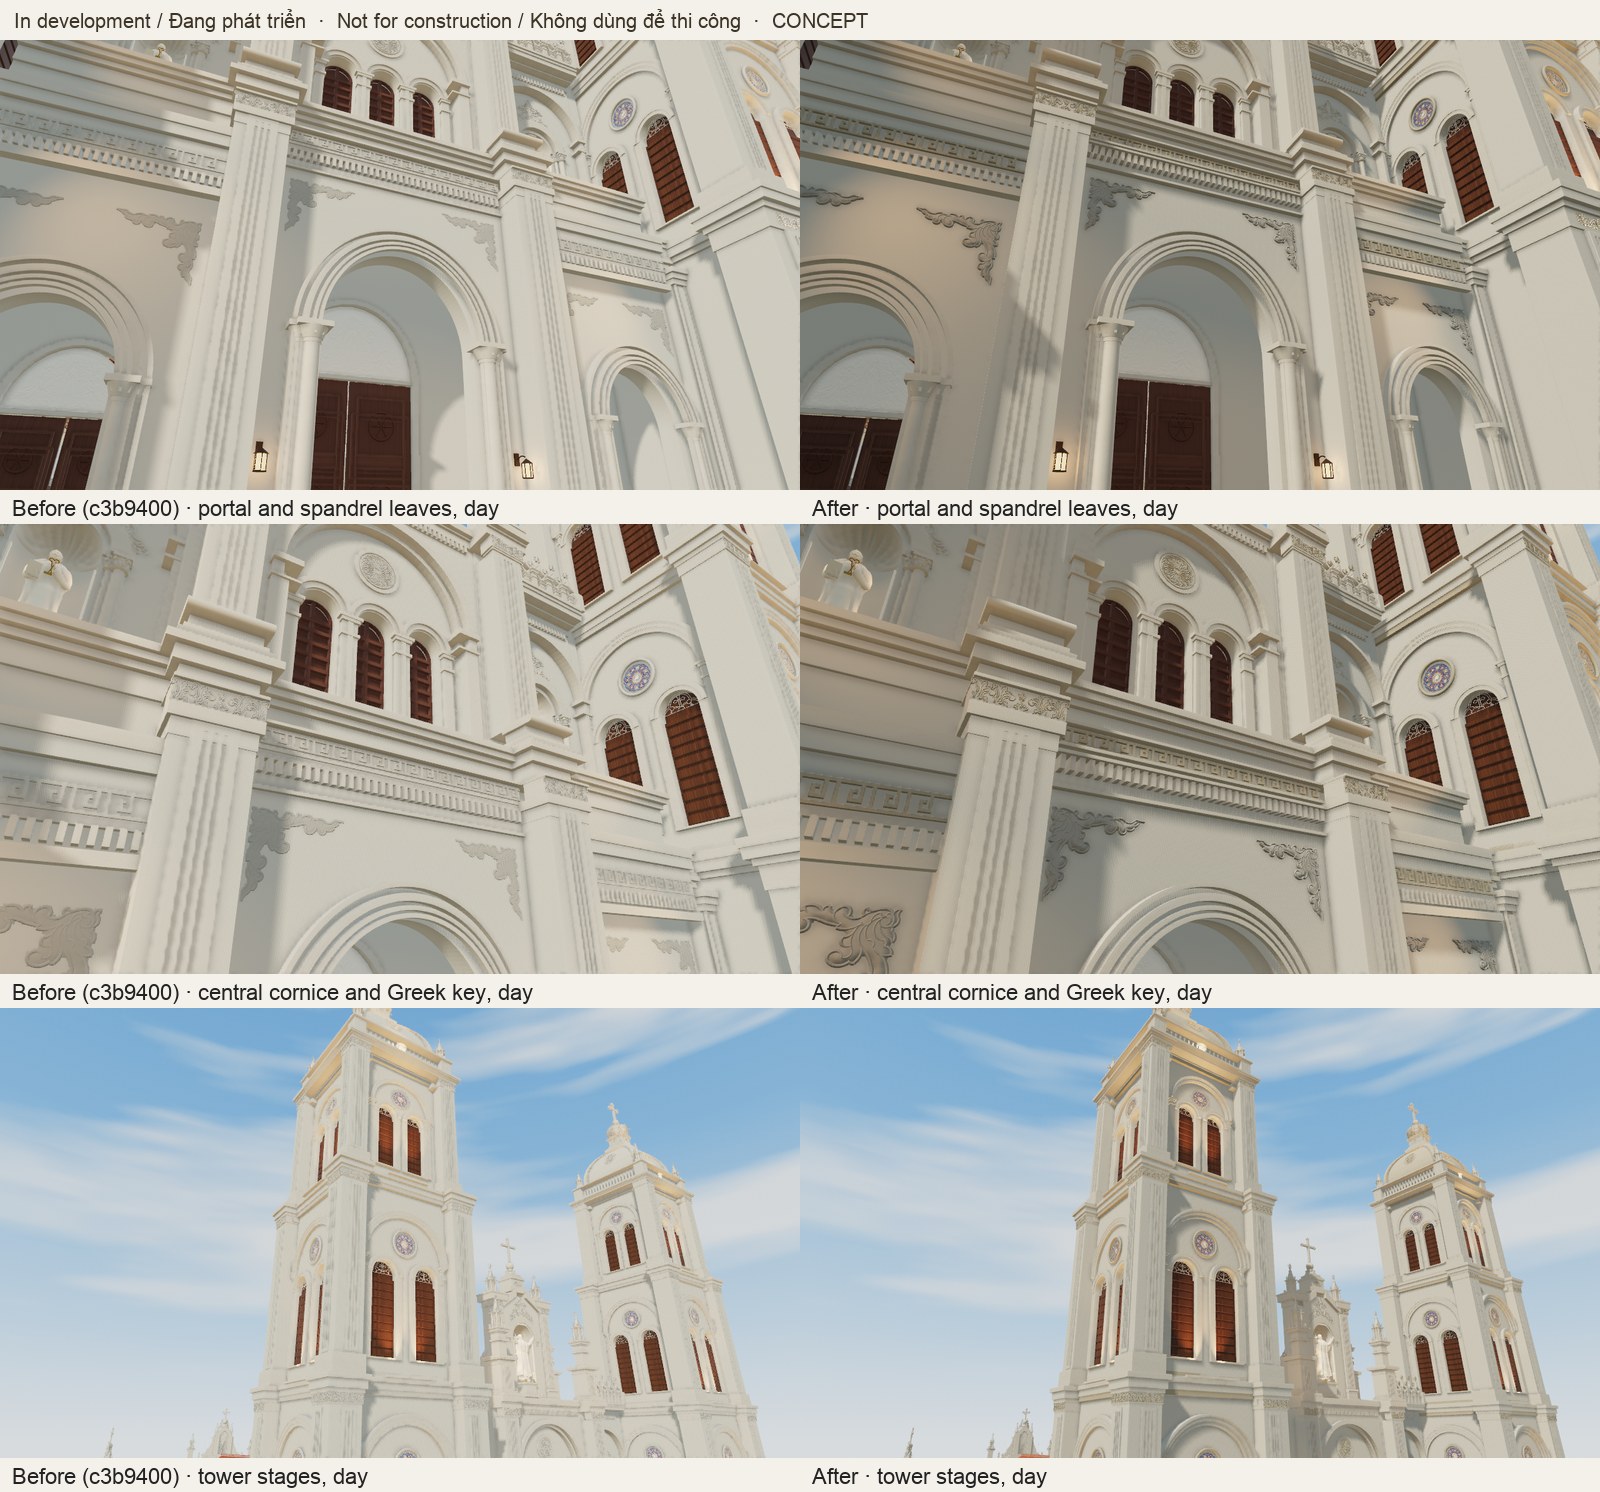 In development / Đang phát triển · Not for construction / Không dùng để thi công · CONCEPT
Before (c3b9400) · portal and spandrel leaves, day
After · portal and spandrel leaves, day
Before (c3b9400) · central cornice and Greek key, day
After · central cornice and Greek key, day
Before (c3b9400) · tower stages, day
After · tower stages, day